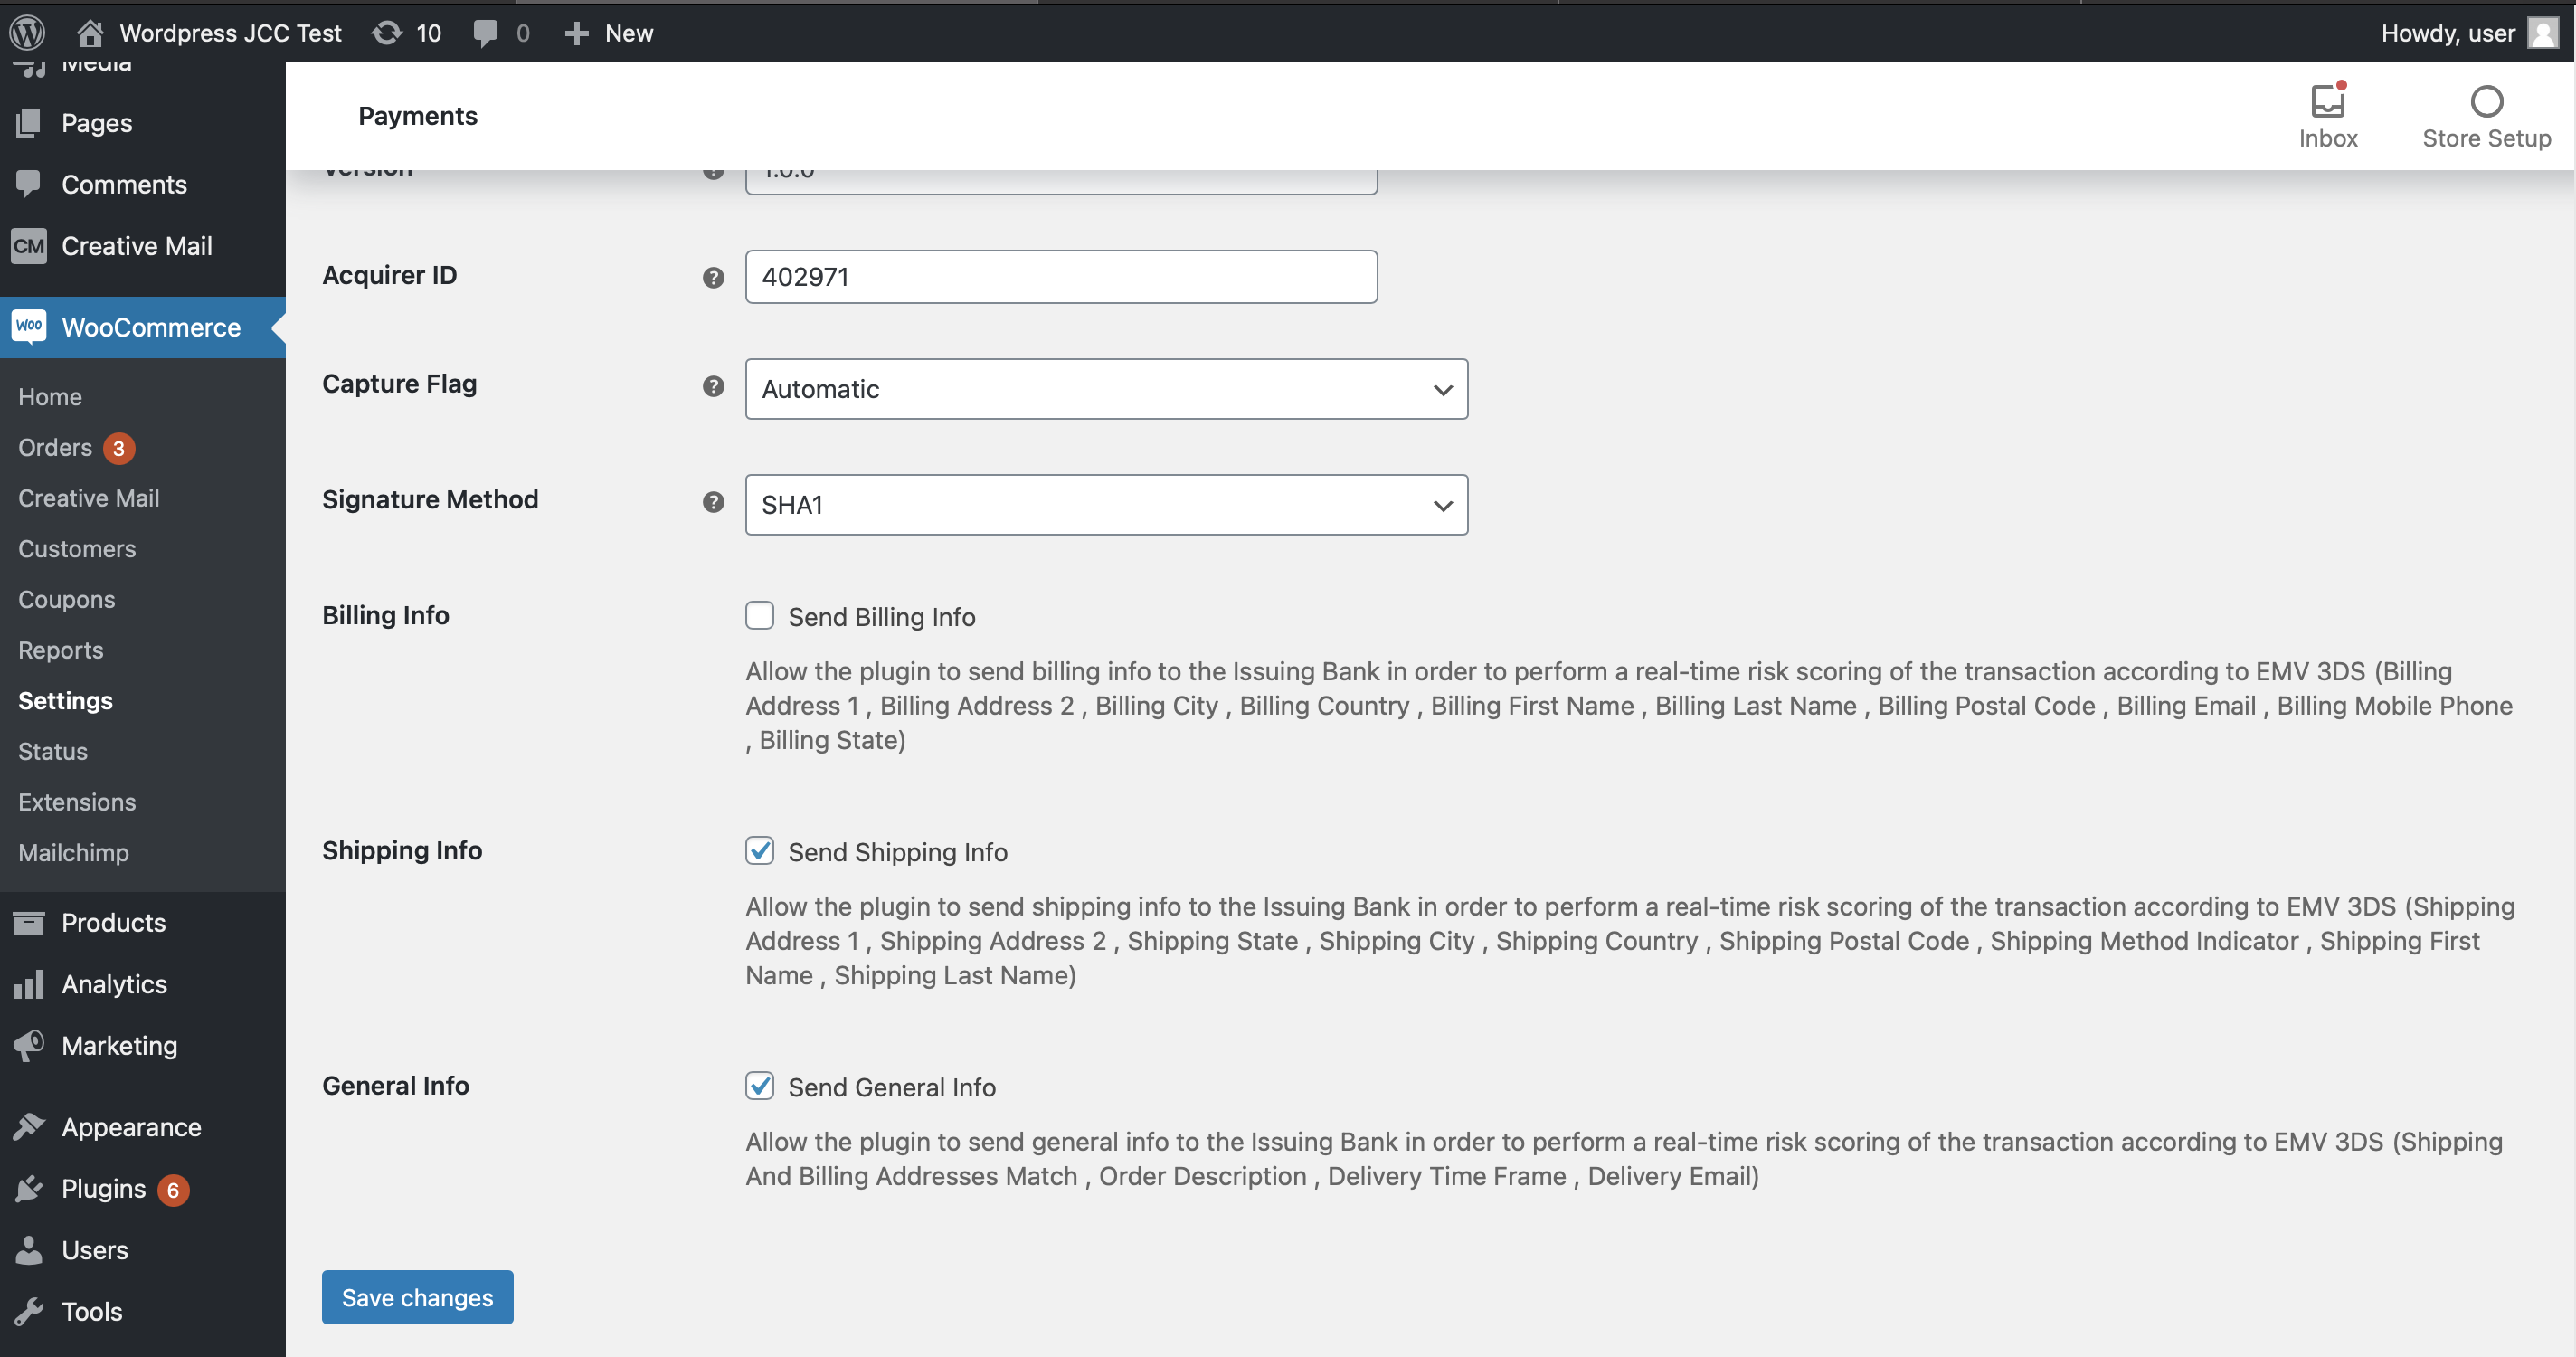 Wordpress JCC Test 10 0 New Howdy, user
Media
Pages
Comments
CM Creative Mail
Woo WooCommerce
Home
Orders 3
Creative Mail
Customers
Coupons
Reports
Settings
Status
Extensions
Mailchimp
Products
Analytics
Marketing
Appearance
Plugins 6
Users
Tools
Payments
Inbox
Store Setup
Version 1.0.0
Acquirer ID ? 402971
Capture Flag ? Automatic
Signature Method ? SHA1
Billing Info Send Billing Info
Allow the plugin to send billing info to the Issuing Bank in order to perform a real-time risk scoring of the transaction according to EMV 3DS (Billing
Address 1 , Billing Address 2 , Billing City , Billing Country , Billing First Name , Billing Last Name , Billing Postal Code , Billing Email , Billing Mobile Phone
, Billing State)
Shipping Info Send Shipping Info
Allow the plugin to send shipping info to the Issuing Bank in order to perform a real-time risk scoring of the transaction according to EMV 3DS (Shipping
Address 1 , Shipping Address 2 , Shipping State , Shipping City , Shipping Country , Shipping Postal Code , Shipping Method Indicator , Shipping First
Name , Shipping Last Name)
General Info Send General Info
Allow the plugin to send general info to the Issuing Bank in order to perform a real-time risk scoring of the transaction according to EMV 3DS (Shipping
And Billing Addresses Match , Order Description , Delivery Time Frame , Delivery Email)
Save changes